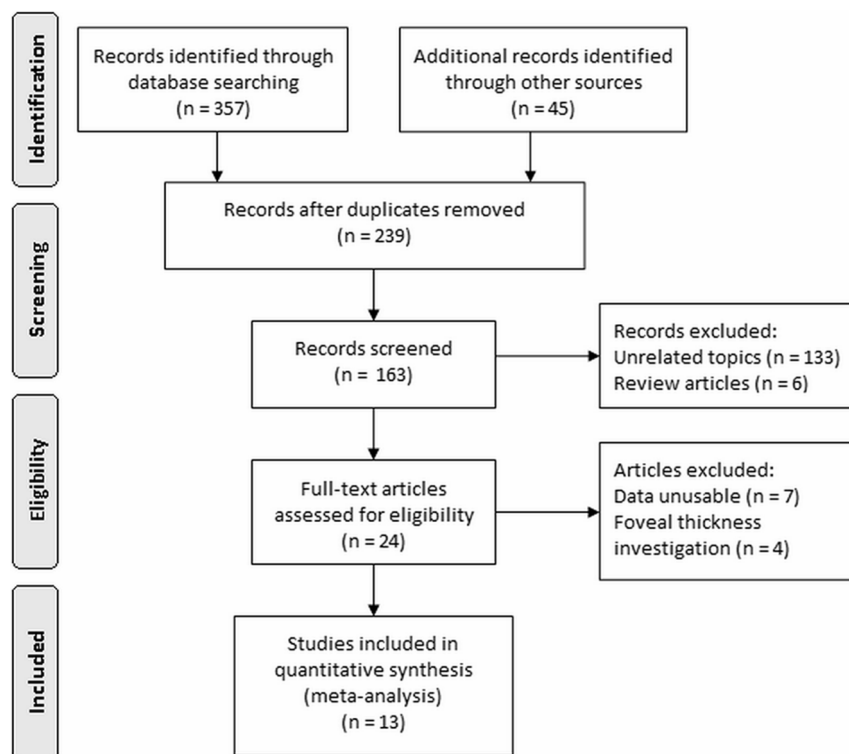 Identification
Records identified through
database searching
(n = 357)
Additional records identified
through other sources
(n = 45)
Screening
Records after duplicates removed
(n = 239)
Records screened
(n = 163)
Records excluded:
Unrelated topics (n = 133)
Review articles (n = 6)
Eligibility
Full-text articles
assessed for eligibility
(n = 24)
Articles excluded:
Data unusable (n = 7)
Foveal thickness
investigation (n = 4)
Included
Studies included in
quantitative synthesis
(meta-analysis)
(n = 13)